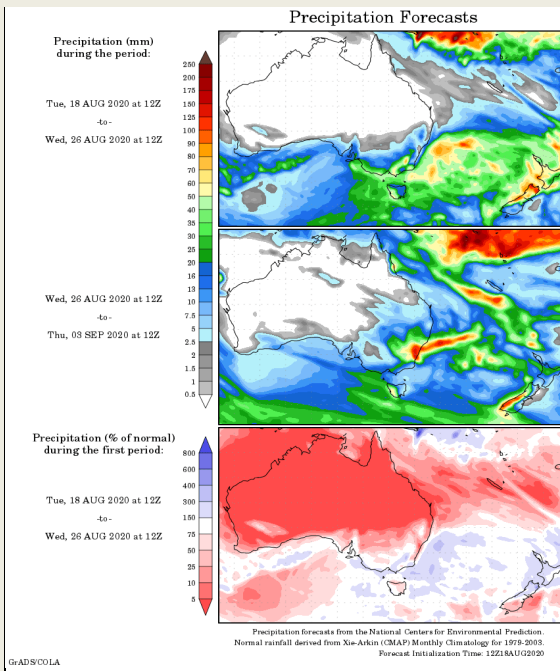 Precipitation Forecasts
Precipitation (mm)
during the period:
Tue, 18 AUG 2020 at 12Z
-to-
Wed, 26 AUG 2020 at 12Z
250
200
175
150
125
100
90
80
70
60
50
40
35
30
25
20
16
13
10
7.5
5
2.5
2
1.5
1
0.5
Wed, 26 AUG 2020 at 12Z
-to-
Thu, 03 SEP 2020 at 12Z
Precipitation (% of normal)
during the first period:
Tue, 18 AUG 2020 at 12Z
-to-
Wed, 26 AUG 2020 at 12Z
800
600
400
300
150
75
50
25
10
5
Precipitation forecasts from the National Centers for Environmental Prediction.
Normal rainfall derived from Xie-Arkin (CMAP) Monthly Climatology for 1979-2003.
Forecast Initialization Time: 12Z18AUG2020
GrADS/COLA